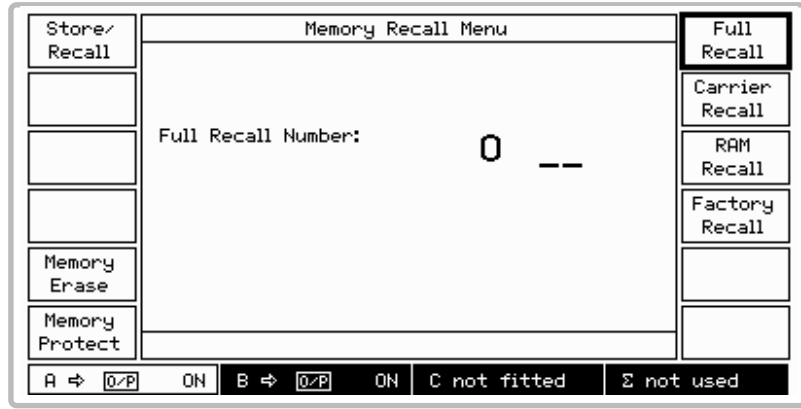 Store/
Recall
Memory Recall Menu
Full
Recall
Carrier
Recall
Full Recall Number:
0 __
RAM
Recall
Factory
Recall
Memory
Erase
Memory
Protect
A ⇨ O/P ON
B ⇨ O/P ON
C not fitted
Σ not used